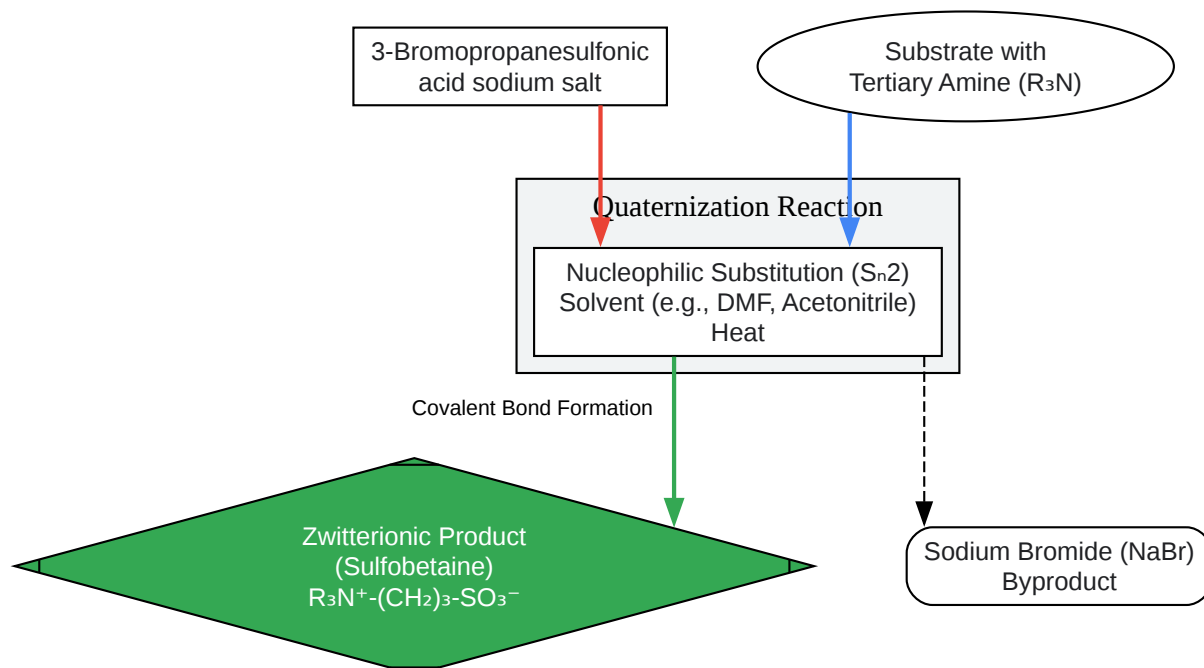 3-Bromopropanesulfonic
acid sodium salt
Substrate with
Tertiary Amine (R₃N)
Quaternization Reaction
Nucleophilic Substitution (Sₙ2)
Solvent (e.g., DMF, Acetonitrile)
Heat
Covalent Bond Formation
Zwitterionic Product
(Sulfobetaine)
R₃N⁺-(CH₂)₃-SO₃⁻
Sodium Bromide (NaBr)
Byproduct